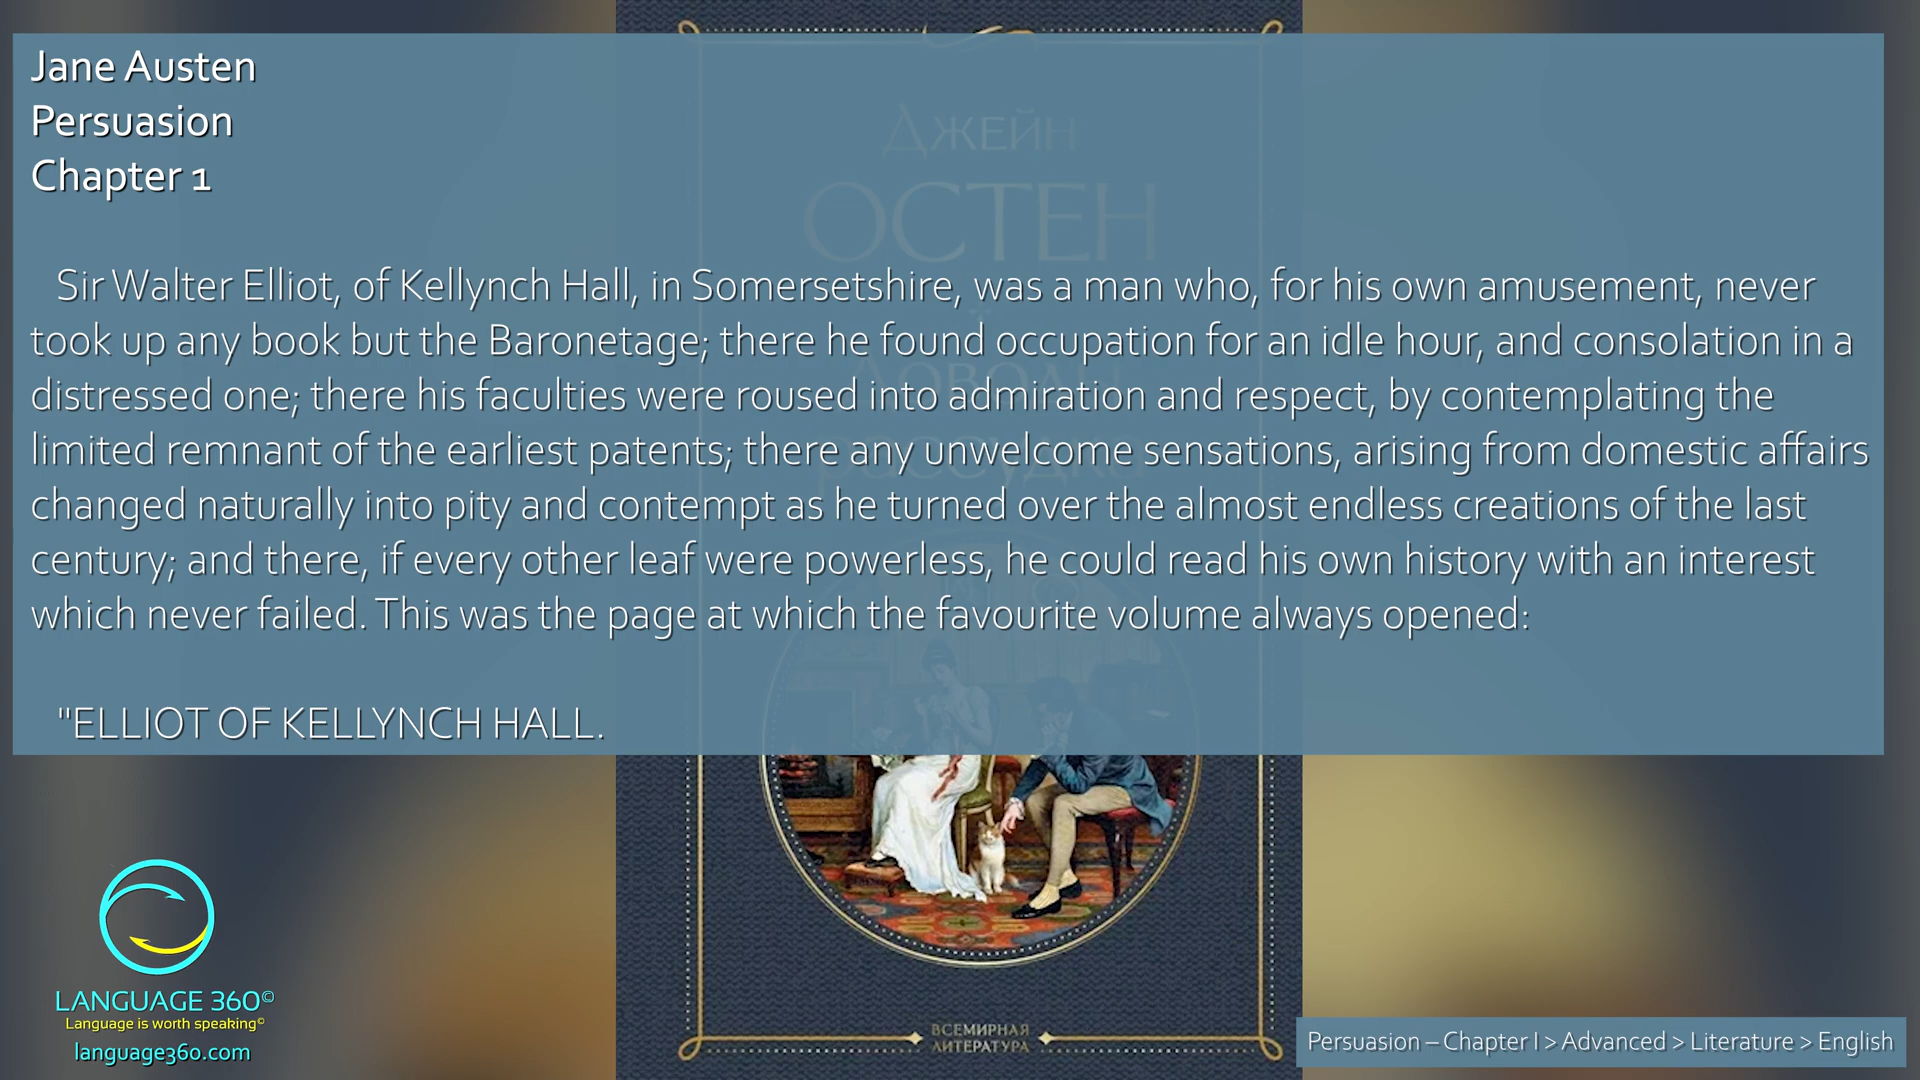 Jane Austen
Persuasion
Chapter 1
Sir Walter Elliot, of Kellynch Hall, in Somersetshire, was a man who, for his own amusement, never
took up any book but the Baronetage; there he found occupation for an idle hour, and consolation in a
distressed one; there his faculties were roused into admiration and respect, by contemplating the
limited remnant of the earliest patents; there any unwelcome sensations, arising from domestic affairs
changed naturally into pity and contempt as he turned over the almost endless creations of the last
century; and there, if every other leaf were powerless, he could read his own history with an interest
which never failed. This was the page at which the favourite volume always opened:
"ELLIOT OF KELLYNCH HALL.
ДЖЕЙН
ОСТЕН
ДОВОДЫ
рассудка
LANGUAGE 360©
Language is worth speaking©
language360.com
ВСЕМИРНАЯ
ЛИТЕРАТУРА
Persuasion – Chapter I > Advanced > Literature > English